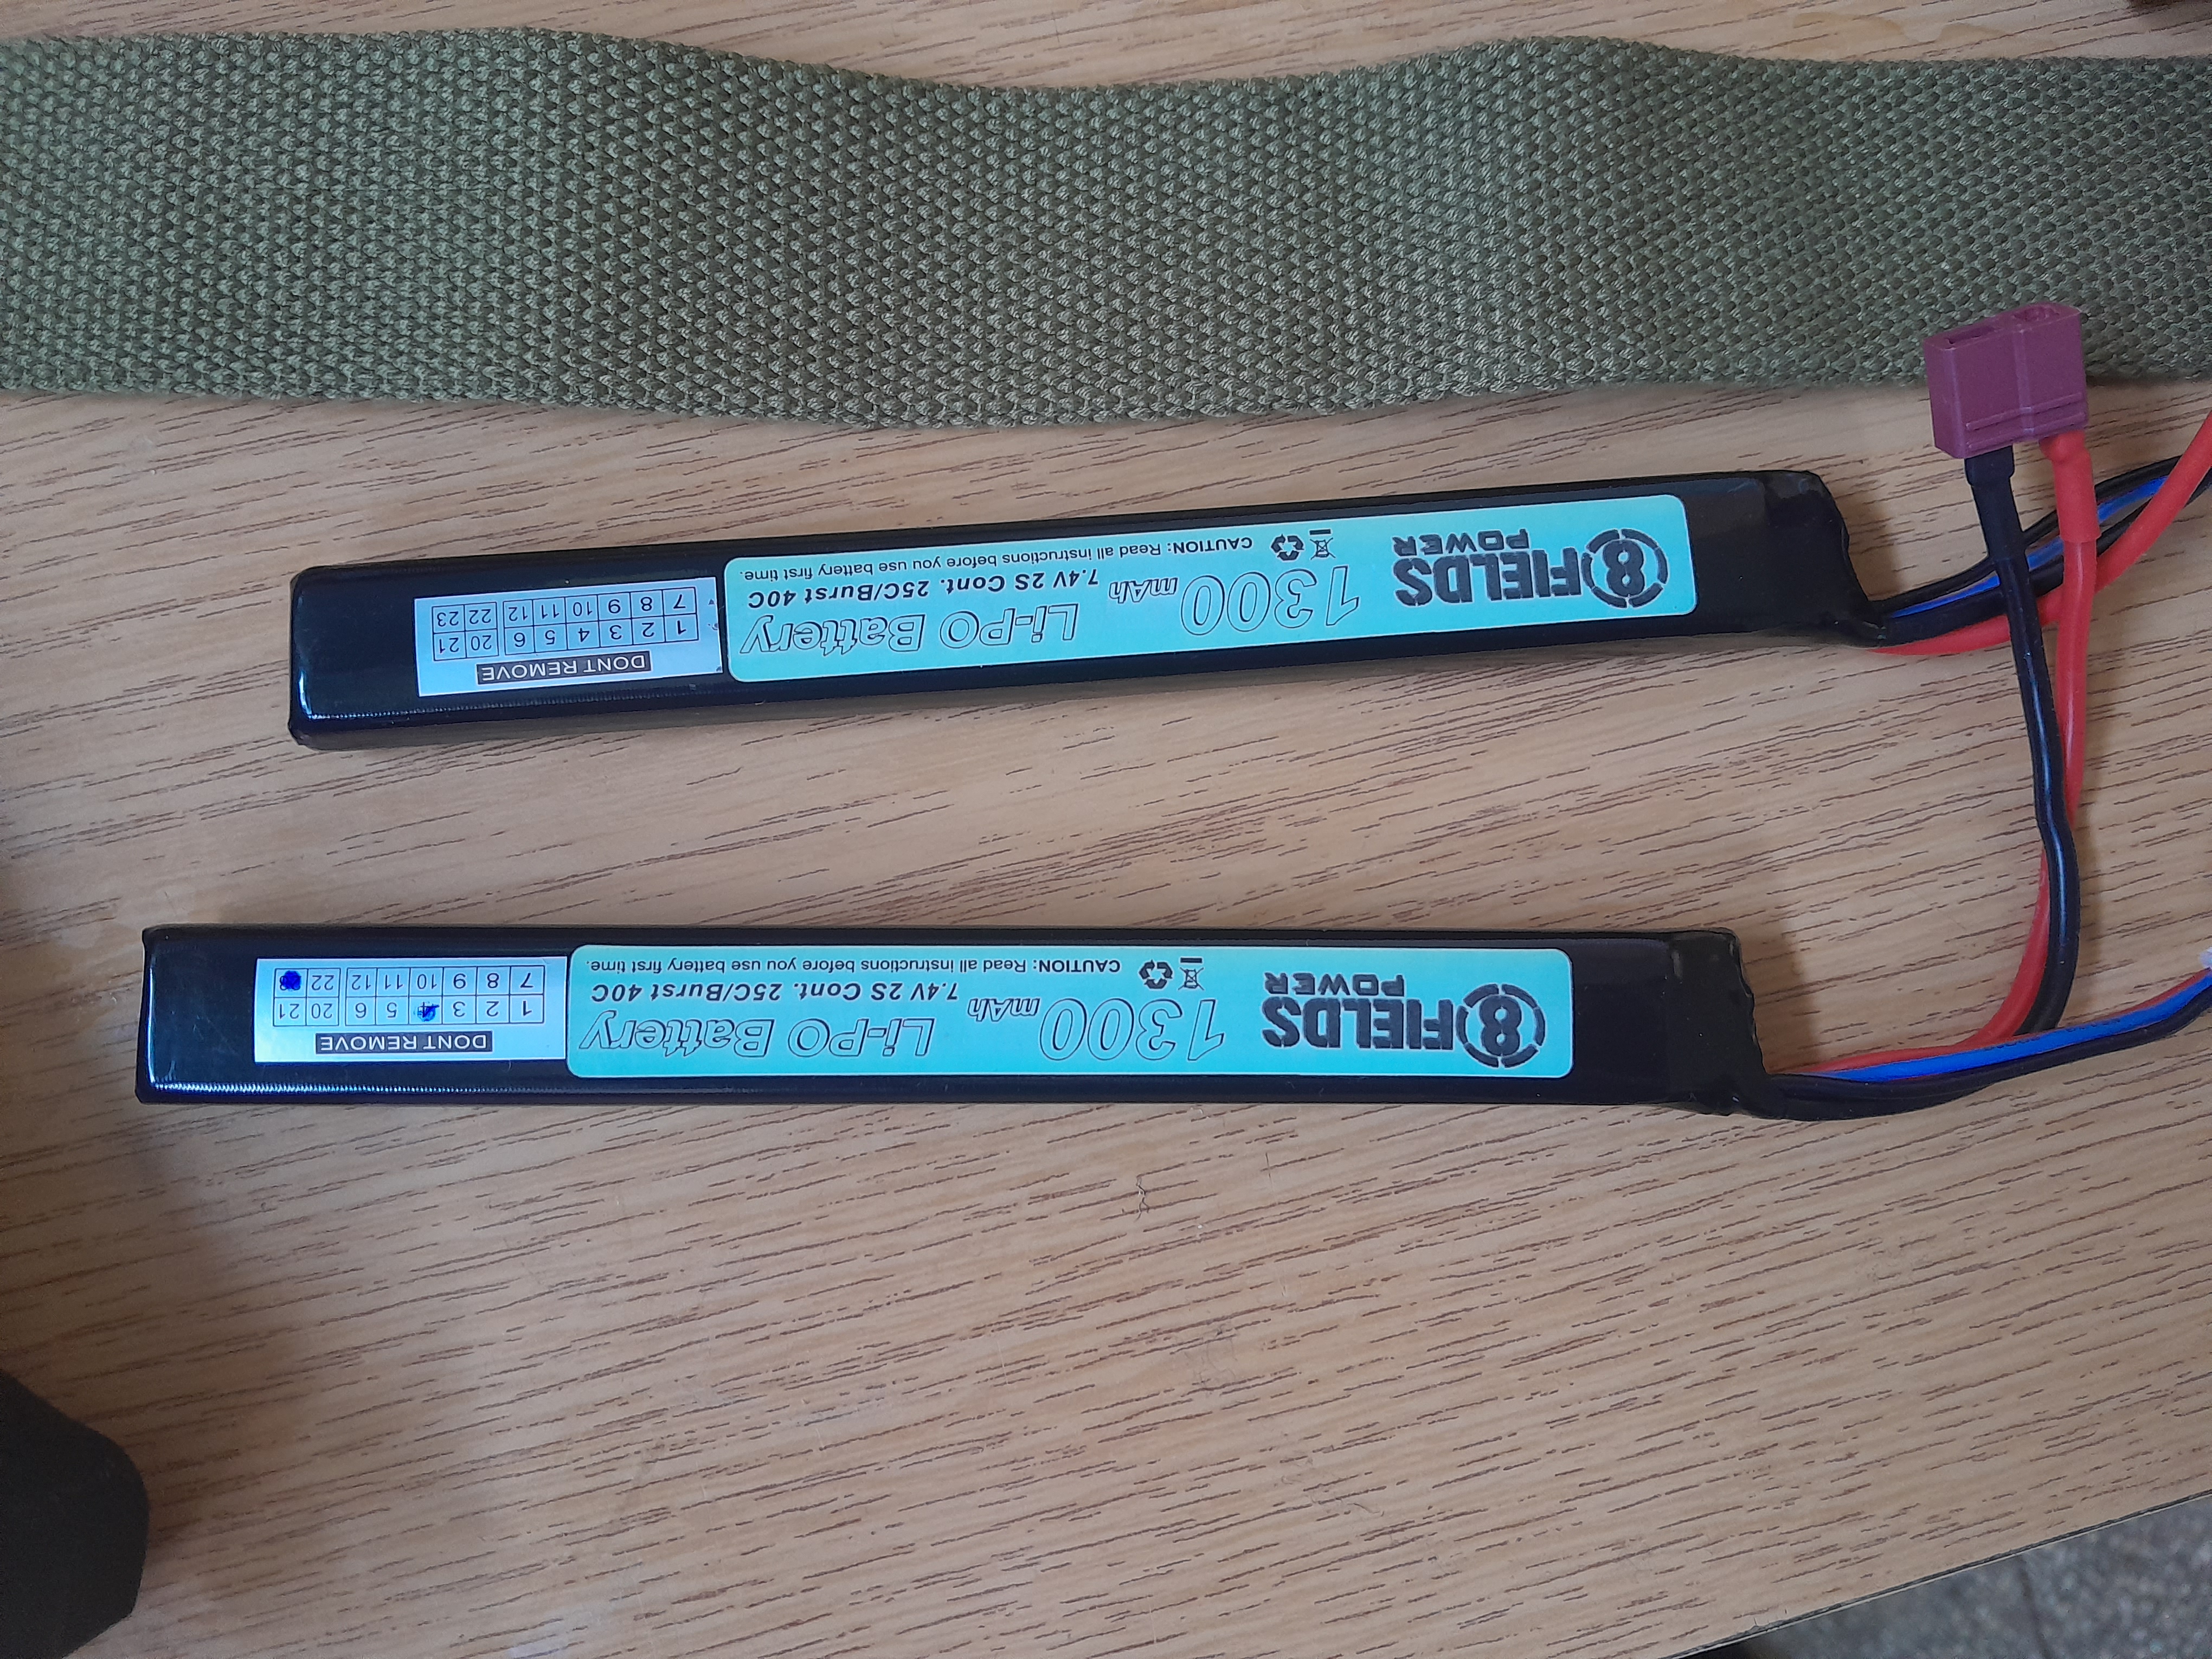 8FIELDS
POWER
1300 mAh
Li-PO Battery
7.4V 2S Cont. 25C/Burst 40C
CAUTION: Read all instructions before you use battery first time.
DONT REMOVE
1 2 3 4 5 6 20 21
7 8 9 10 11 12 22
8FIELDS
POWER
1300 mAh
Li-PO Battery
7.4V 2S Cont. 25C/Burst 40C
CAUTION: Read all instructions before you use battery first time.
DONT REMOVE
1 2 3 4 5 6 20 21
7 8 9 10 11 12 22 23